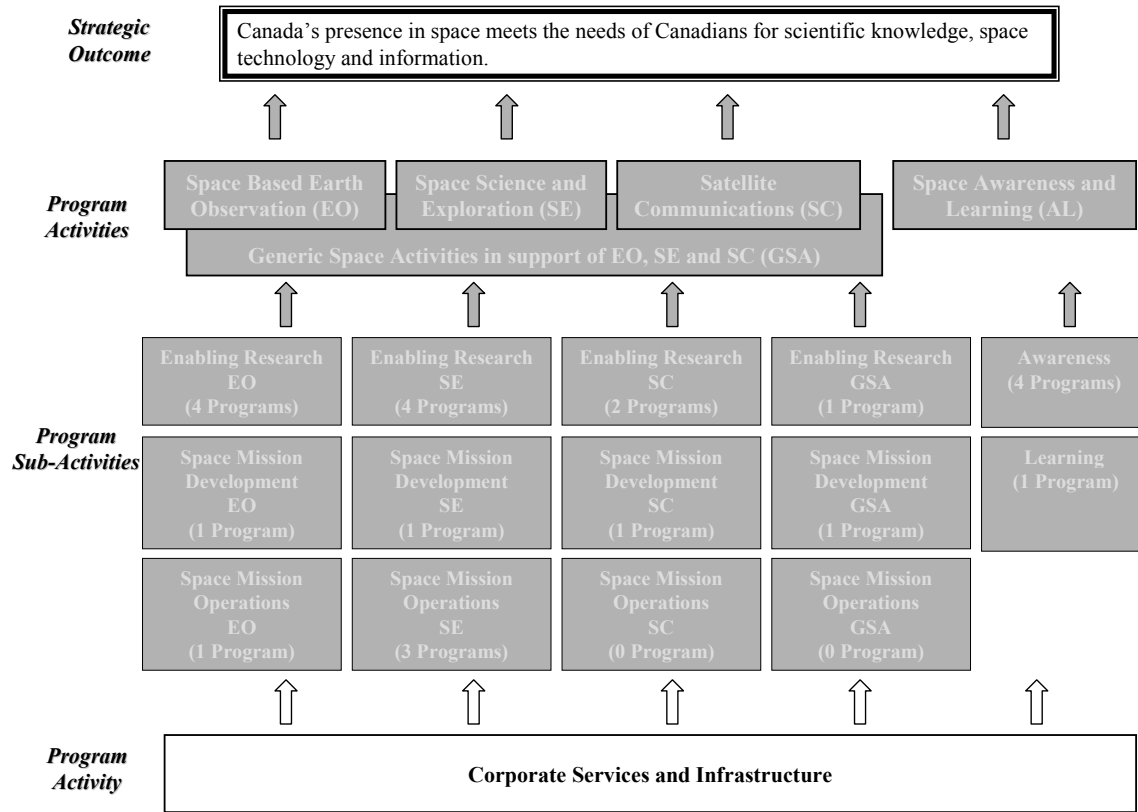 Strategic
Outcome
Canada’s presence in space meets the needs of Canadians for scientific knowledge, space
technology and information.
Program
Activities
Space Based Earth
Observation (EO)
Space Science and
Exploration (SE)
Satellite
Communications (SC)
Space Awareness and
Learning (AL)
Generic Space Activities in support of EO, SE and SC (GSA)
Program
Sub-Activities
Enabling Research
EO
(4 Programs)
Enabling Research
SE
(4 Programs)
Enabling Research
SC
(2 Programs)
Enabling Research
GSA
(1 Program)
Awareness
(4 Programs)
Space Mission
Development
EO
(1 Program)
Space Mission
Development
SE
(1 Program)
Space Mission
Development
SC
(1 Program)
Space Mission
Development
GSA
(1 Program)
Learning
(1 Program)
Space Mission
Operations
EO
(1 Program)
Space Mission
Operations
SE
(3 Programs)
Space Mission
Operations
SC
(0 Program)
Space Mission
Operations
GSA
(0 Program)
Program
Activity
Corporate Services and Infrastructure